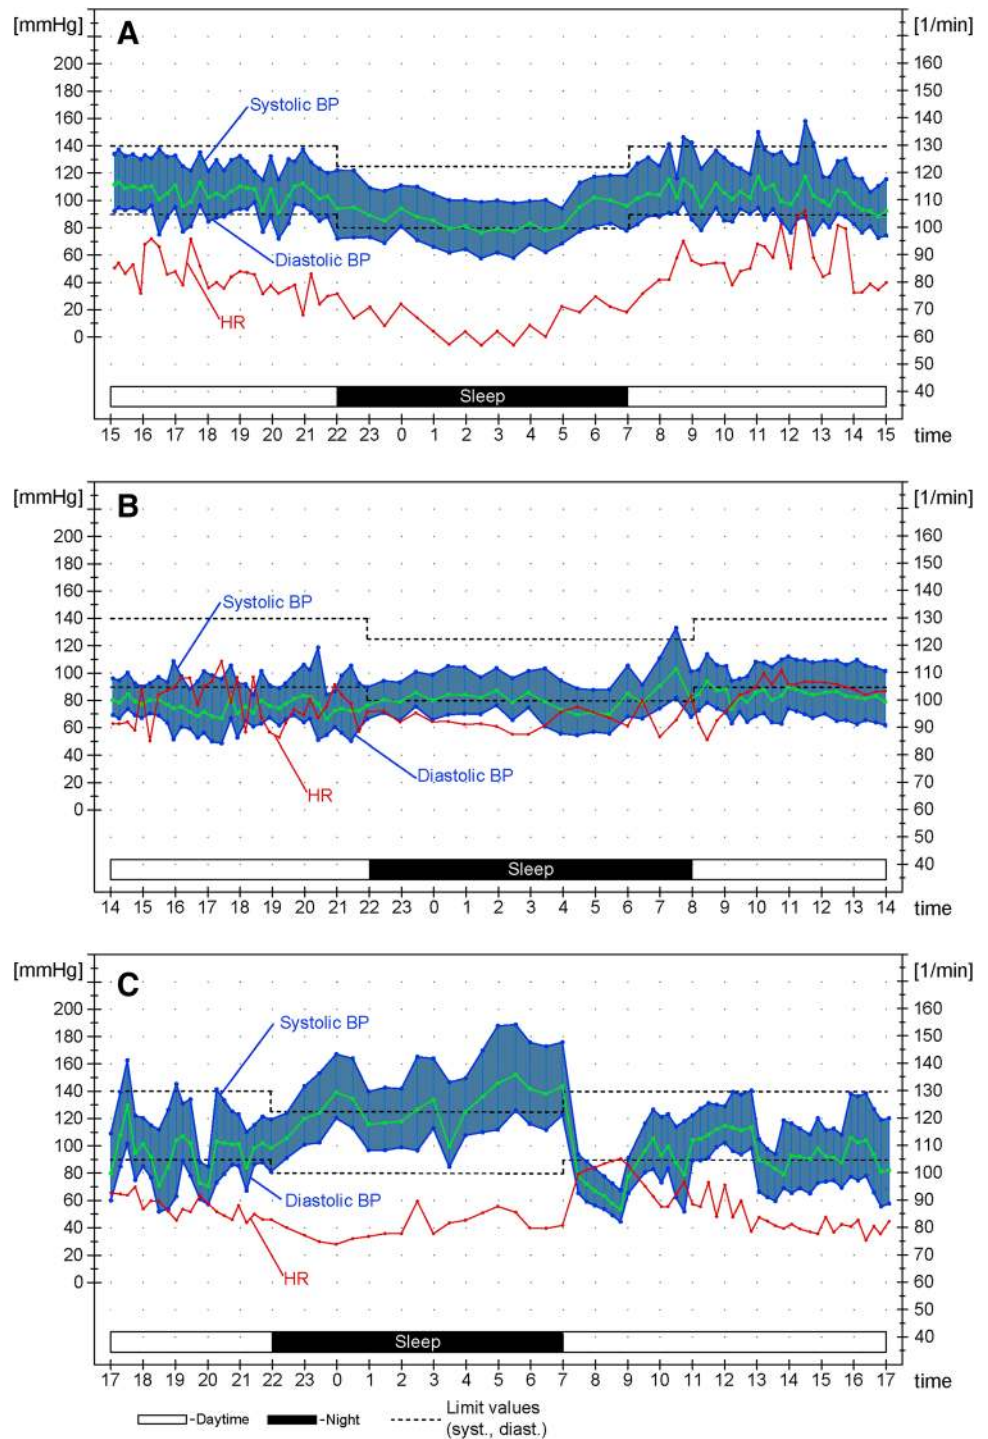 [mmHg] A [1/min]
200 160
180 150
Systolic BP
160 140
140 130
120 120
100 110
80 100
Diastolic BP
60 90
40 80
20 70
HR
0 60
50
40
Sleep
15 16 17 18 19 20 21 22 23 0 1 2 3 4 5 6 7 8 9 10 11 12 13 14 15 time
[mmHg] B [1/min]
200 160
180 150
160 140
Systolic BP
140 130
120 120
100 110
80 100
60 90
40 80
Diastolic BP
20 70
HR
0 60
50
40
Sleep
14 15 16 17 18 19 20 21 22 23 0 1 2 3 4 5 6 7 8 9 10 11 12 13 14 time
[mmHg] C [1/min]
200 160
Systolic BP
180 150
160 140
140 130
120 120
100 110
80 100
60 90
Diastolic BP
40 80
20 70
HR
0 60
50
40
Sleep
17 18 19 20 21 22 23 0 1 2 3 4 5 6 7 8 9 10 11 12 13 14 15 16 17 time
-Daytime -Night Limit values
(syst., diast.)